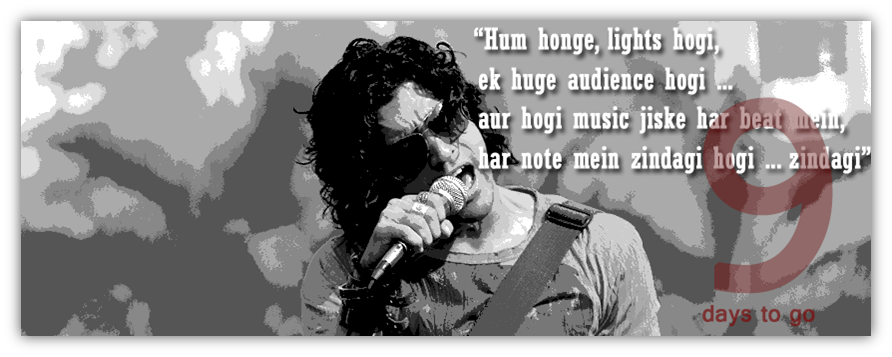 “Hum honge, lights hogi,
ek huge audience hogi ...
aur hogi music jiske har beat mein,
har note mein zindagi hogi ... zindagi”
9
days to go